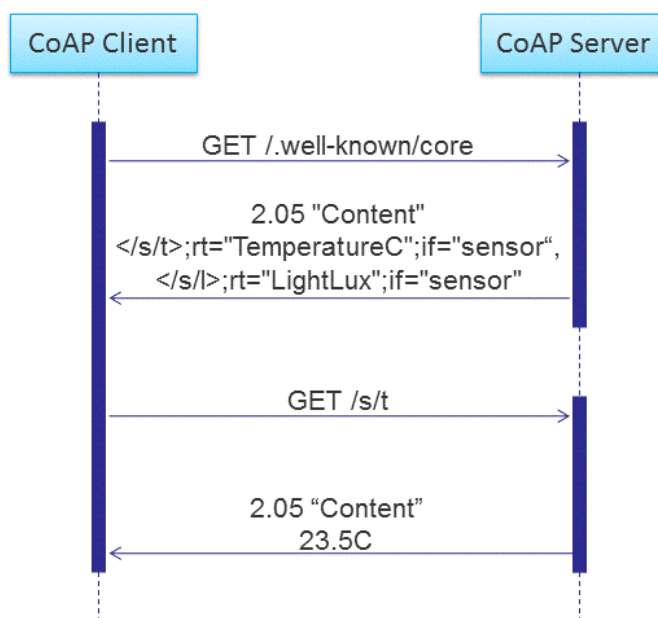 CoAP Client
CoAP Server
GET /.well-known/core
2.05 "Content"
</s/t>;rt="TemperatureC";if="sensor“,
</s/l>;rt="LightLux";if="sensor"
GET /s/t
2.05 “Content”
23.5C